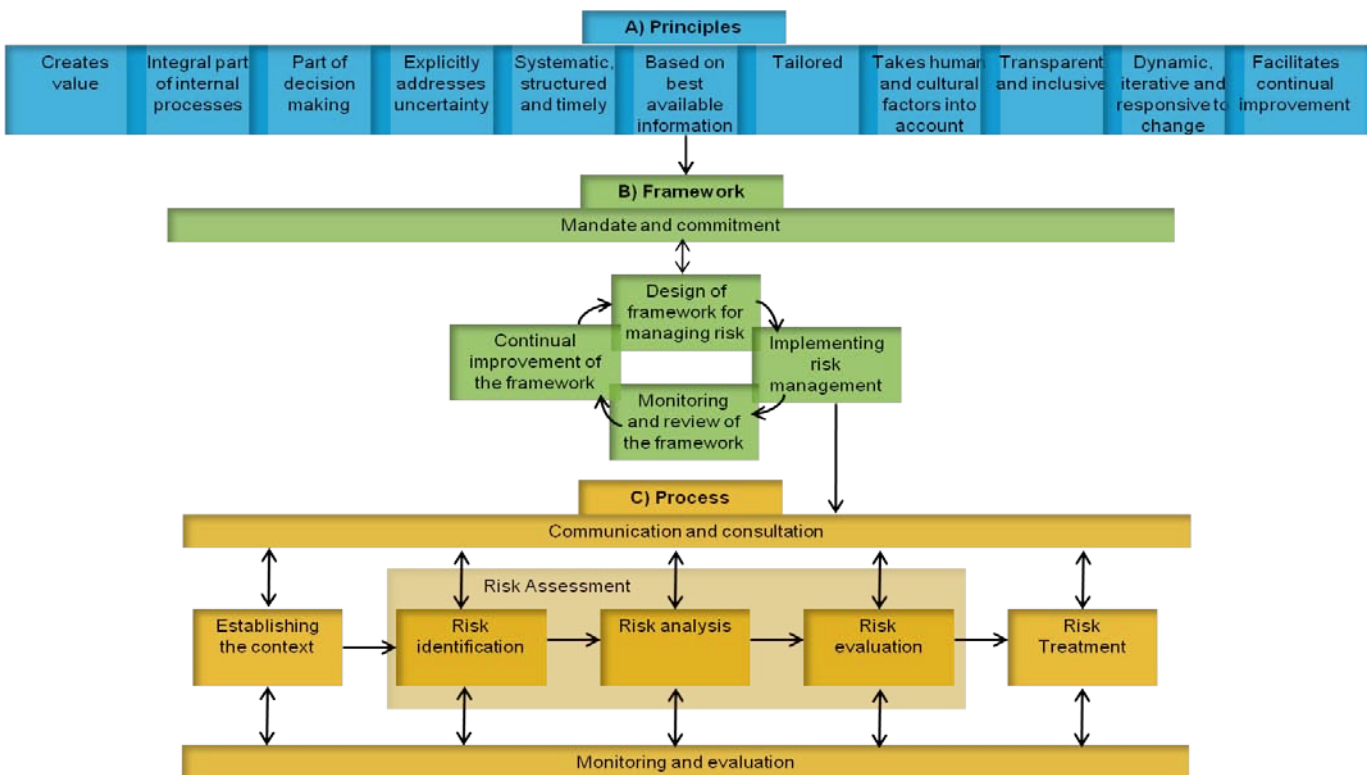 A) Principles
Creates
value
Integral part
of internal
processes
Part of
decision
making
Explicitly
addresses
uncertainty
Systematic,
structured
and timely
Based on
best
available
information
Tailored
Takes human
and cultural
factors into
account
Transparent
and inclusive
Dynamic,
iterative and
responsive to
change
Facilitates
continual
improvement
B) Framework
Mandate and commitment
Design of
framework for
managing risk
Continual
improvement of
the framework
Implementing
risk
management
Monitoring
and review of
the framework
C) Process
Communication and consultation
Risk Assessment
Establishing
the context
Risk
identification
Risk analysis
Risk
evaluation
Risk
Treatment
Monitoring and evaluation